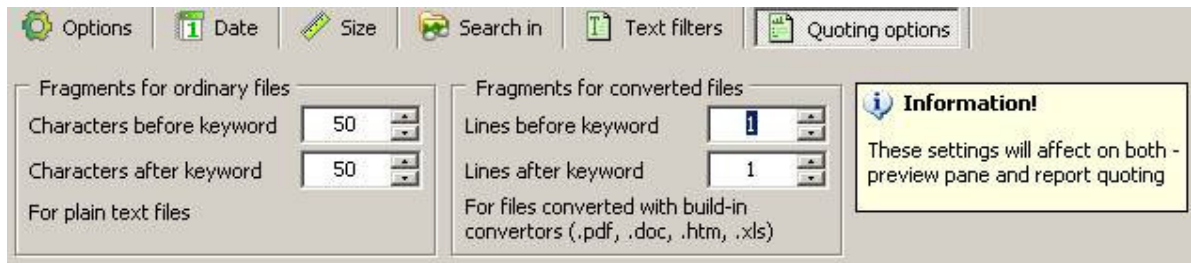 Options Date Size Search in Text filters Quoting options
Fragments for ordinary files
Characters before keyword 50
Characters after keyword 50
For plain text files
Fragments for converted files
Lines before keyword 1
Lines after keyword 1
For files converted with build-in
convertors (.pdf, .doc, .htm, .xls)
Information!
These settings will affect on both -
preview pane and report quoting